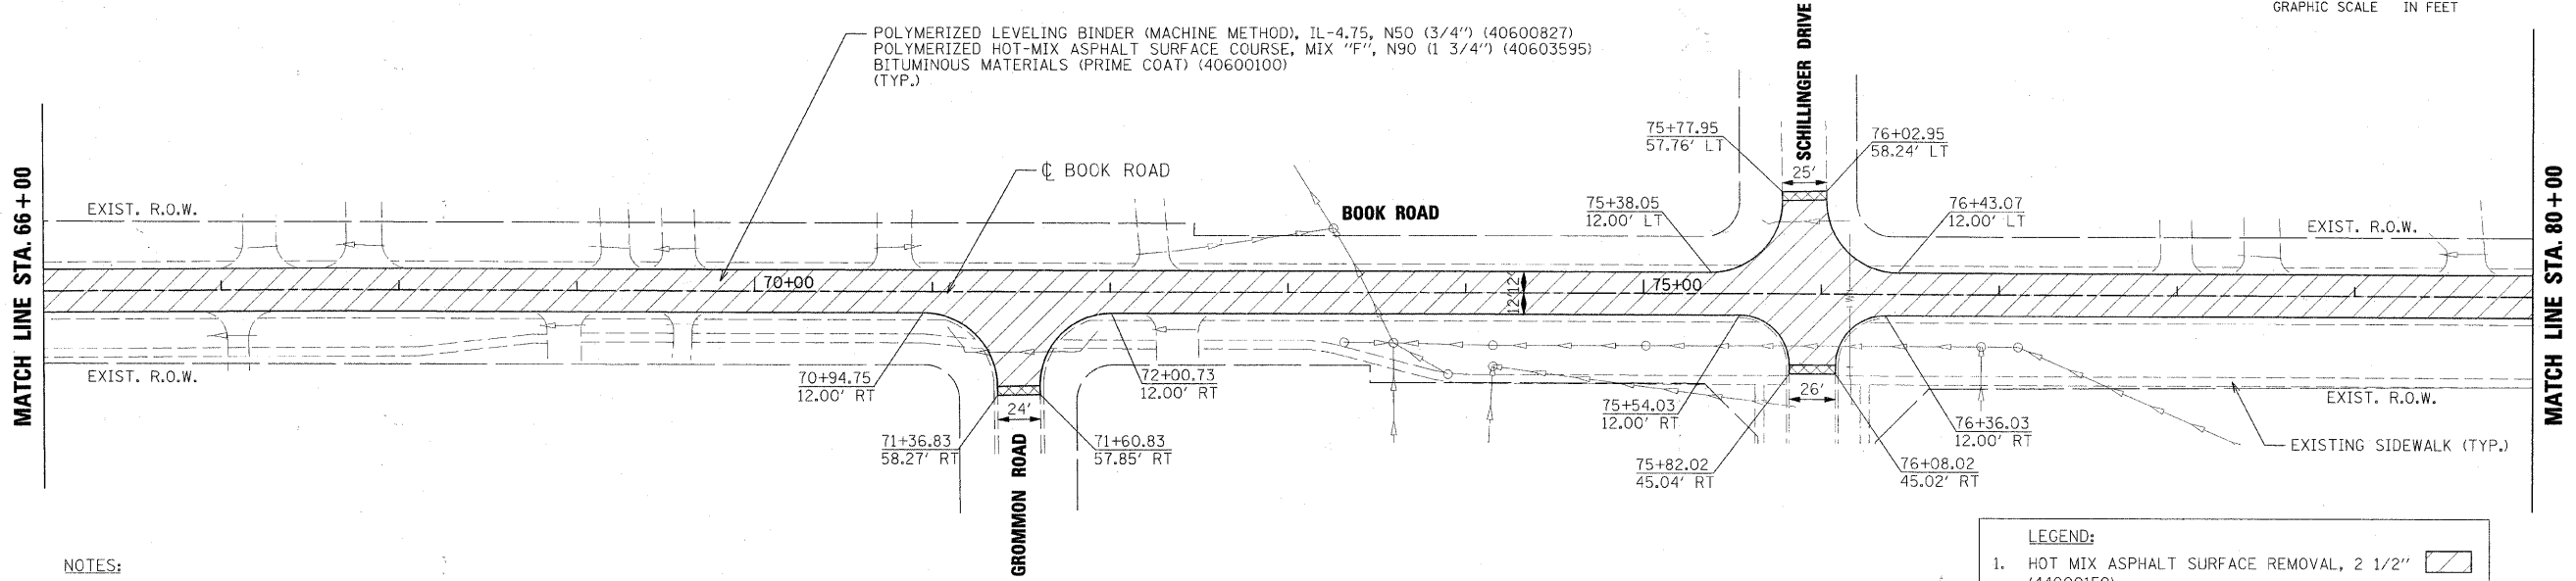 GRAPHIC SCALE IN FEET
POLYMERIZED LEVELING BINDER (MACHINE METHOD), IL-4.75, N50 (3/4") (40600827)
POLYMERIZED HOT-MIX ASPHALT SURFACE COURSE, MIX "F", N90 (1 3/4") (40603595)
BITUMINOUS MATERIALS (PRIME COAT) (40600100)
(TYP.)
SCHILLINGER DRIVE
75+77.95
57.76' LT
76+02.95
58.24' LT
25'
℄ BOOK ROAD
MATCH LINE STA. 66+00
EXIST. R.O.W.
BOOK ROAD
75+38.05
12.00' LT
76+43.07
12.00' LT
EXIST. R.O.W.
MATCH LINE STA. 80+00
70+00
12'
12'
75+00
EXIST. R.O.W.
70+94.75
12.00' RT
72+00.73
12.00' RT
24'
71+36.83
58.27' RT
71+60.83
57.85' RT
GROMMON ROAD
75+54.03
12.00' RT
26'
76+36.03
12.00' RT
75+82.02
45.04' RT
76+08.02
45.02' RT
EXIST. R.O.W.
EXISTING SIDEWALK (TYP.)
NOTES:
LEGEND:
1. HOT MIX ASPHALT SURFACE REMOVAL, 2 1/2"